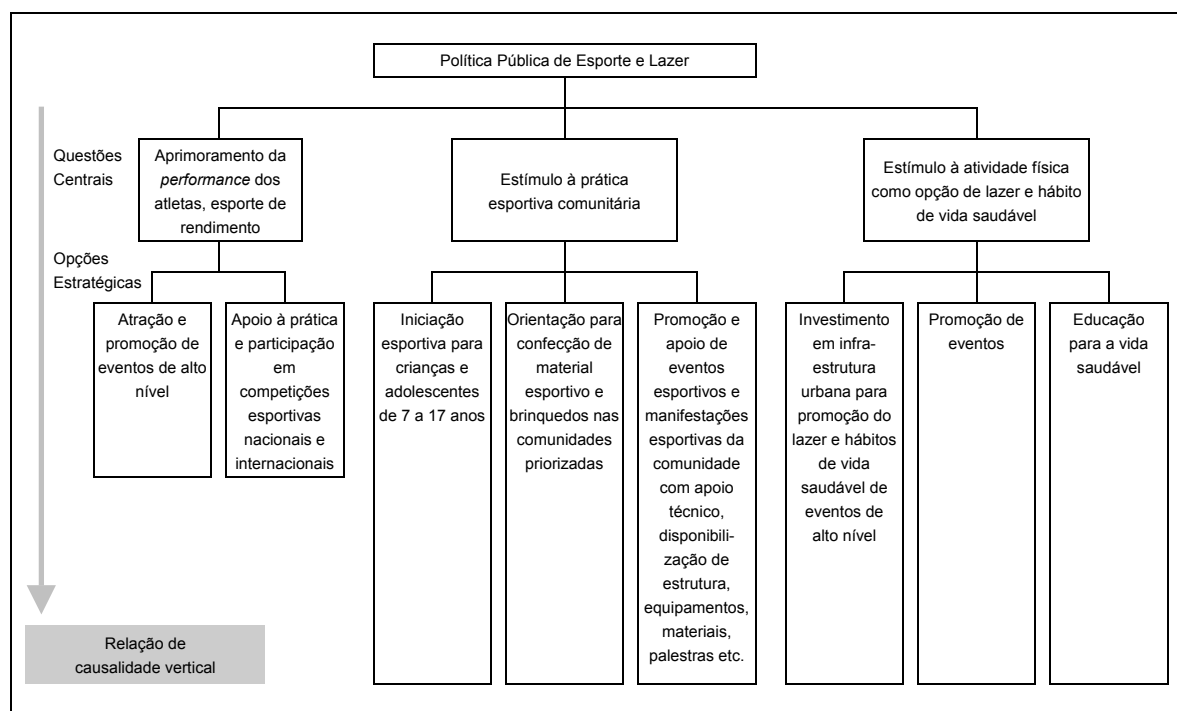 Política Pública de Esporte e Lazer
Questões
Centrais
Aprimoramento da
performance dos
atletas, esporte de
rendimento
Estímulo à prática
esportiva comunitária
Estímulo à atividade física
como opção de lazer e hábito
de vida saudável
Opções
Estratégicas
Atração e
promoção de
eventos de alto
nível
Apoio à prática
e participação
em
competições
esportivas
nacionais e
internacionais
Iniciação
esportiva para
crianças e
adolescentes
de 7 a 17 anos
Orientação para
confecção de
material
esportivo e
brinquedos nas
comunidades
priorizadas
Promoção e
apoio de
eventos
esportivos e
manifestações
esportivas da
comunidade
com apoio
técnico,
disponibili-
zação de
estrutura,
equipamentos,
materiais,
palestras etc.
Investimento
em infra-
estrutura
urbana para
promoção do
lazer e hábitos
de vida
saudável de
eventos de
alto nível
Promoção de
eventos
Educação
para a vida
saudável
Relação de
causalidade vertical